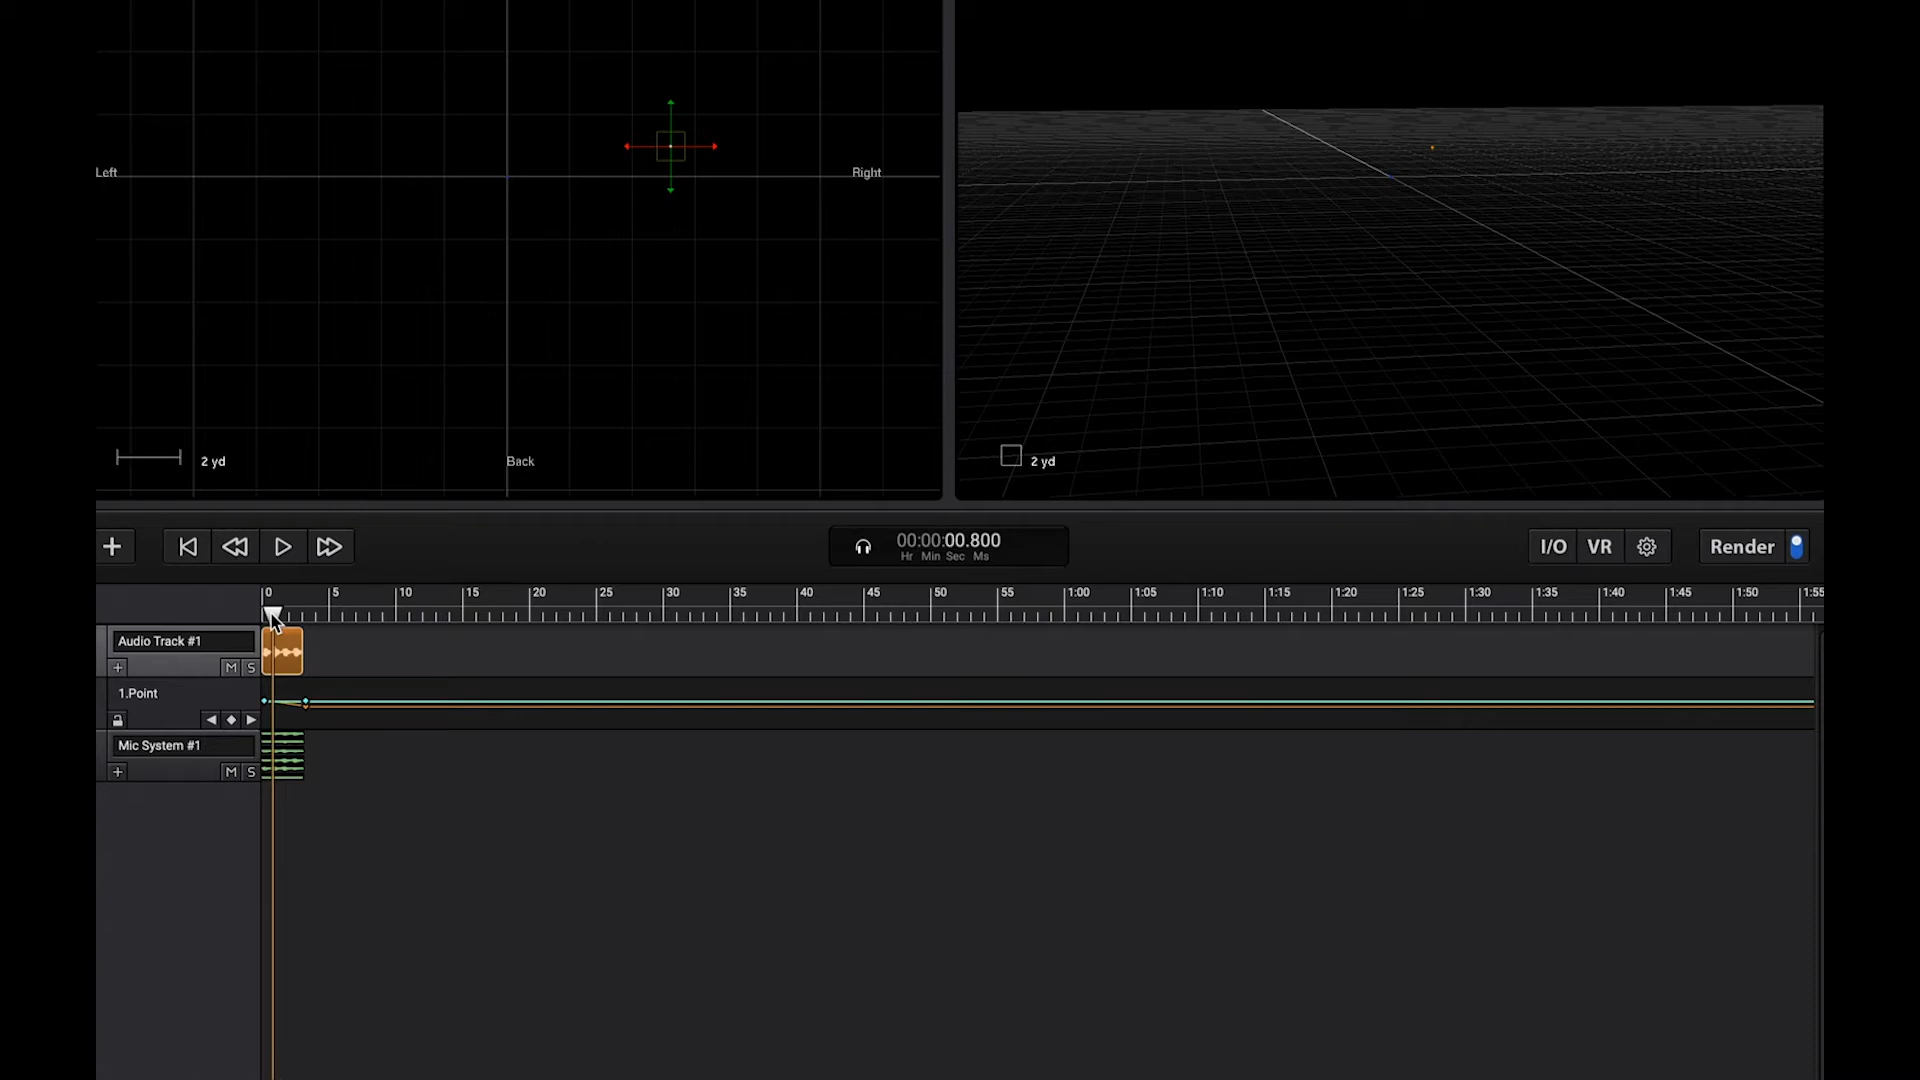 Left
Right
2 yd
Back
2 yd
00:00:00.800
Hr Min Sec Ms
I/O
VR
Render
0 5 10 15 20 25 30 35 40 45 50 55 1:00 1:05 1:10 1:15 1:20 1:25 1:30 1:35 1:40 1:45 1:50 1:55
Audio Track #1
M S
1.Point
Mic System #1
M S